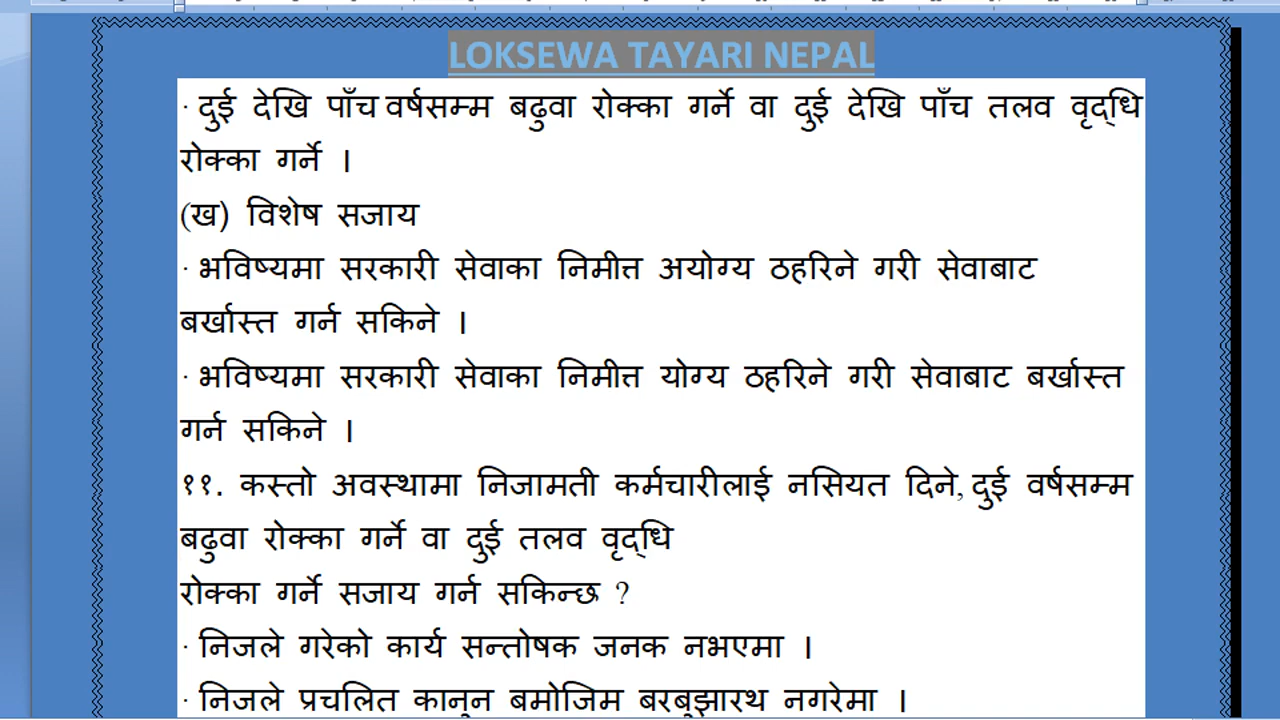 LOKSEWA TAYARI NEPAL
· दुई देखि पाँच वर्षसम्म बढुवा रोक्का गर्ने वा दुई देखि पाँच तलव वृद्धि
रोक्का गर्ने ।
(ख) विशेष सजाय
· भविष्यमा सरकारी सेवाका निमीत्त अयोग्य ठहरिने गरी सेवाबाट
बर्खास्त गर्न सकिने ।
· भविष्यमा सरकारी सेवाका निमीत्त योग्य ठहरिने गरी सेवाबाट बर्खास्त
गर्न सकिने ।
११. कस्तो अवस्थामा निजामती कर्मचारीलाई नसियत दिने, दुई वर्षसम्म
बढुवा रोक्का गर्ने वा दुई तलव वृद्धि
रोक्का गर्ने सजाय गर्न सकिन्छ ?
· निजले गरेको कार्य सन्तोषक जनक नभएमा ।
· निजले प्रचलित कानून बमोजिम बरबुझारथ नगरेमा ।